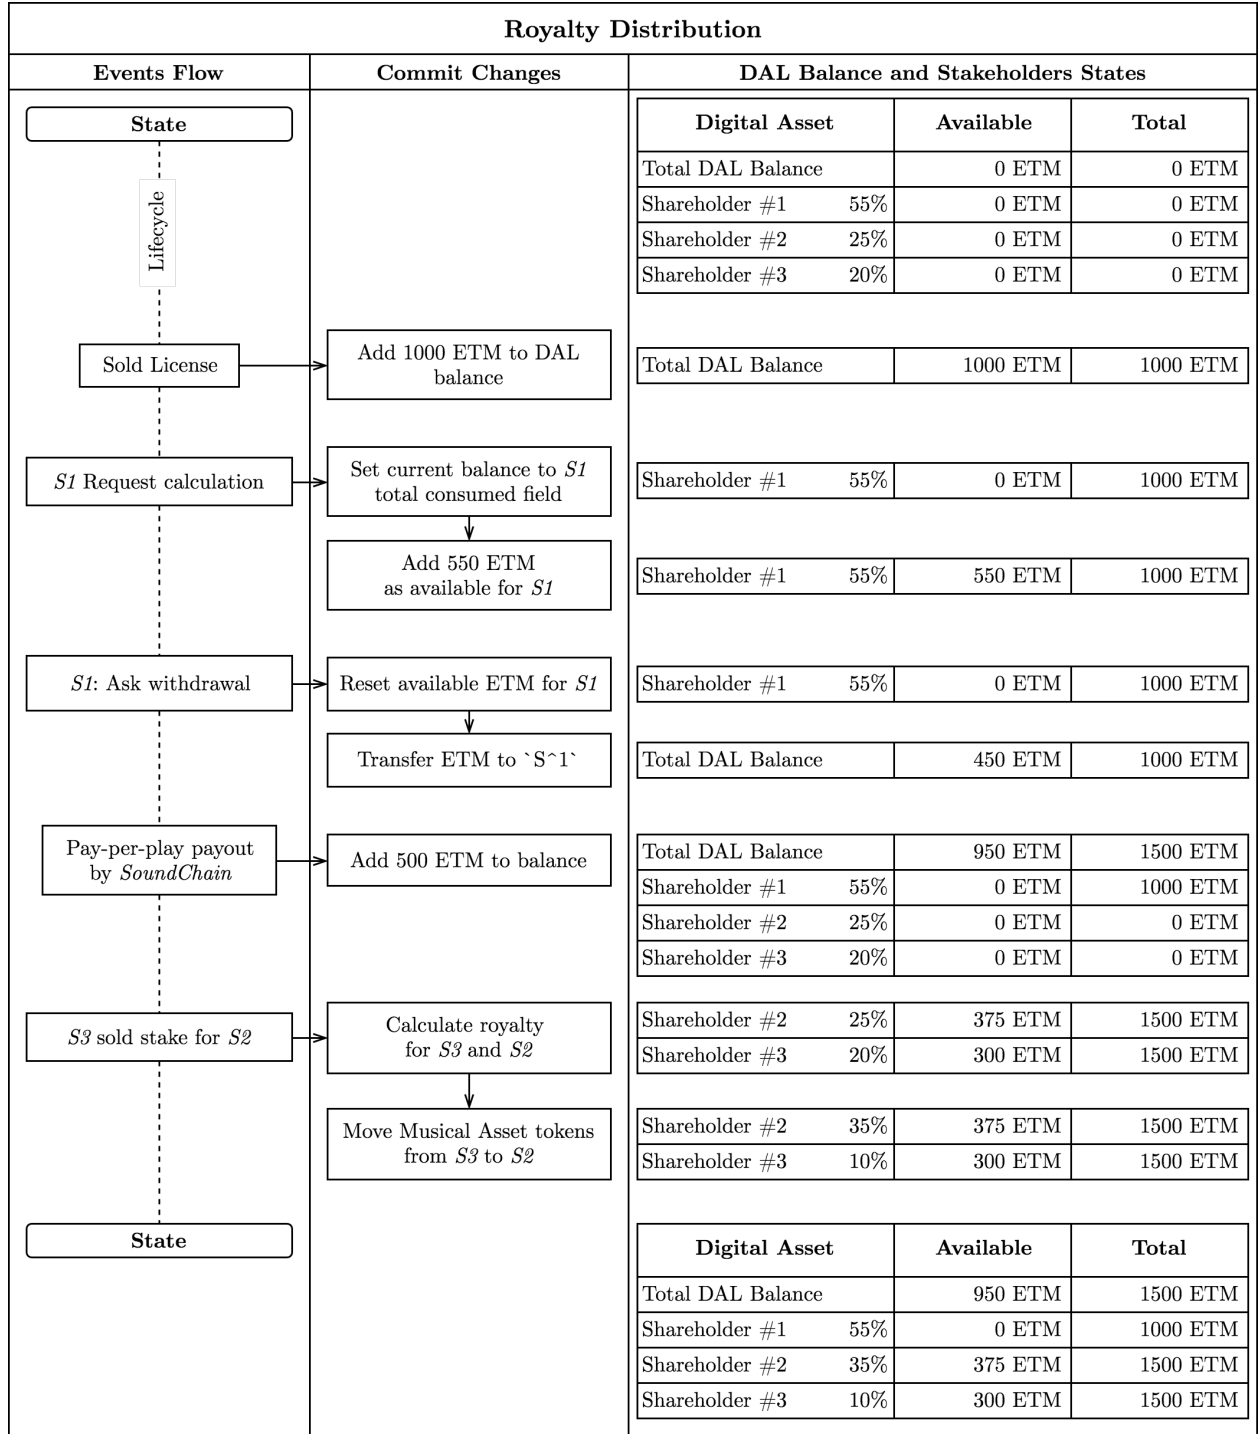 Royalty Distribution
Events Flow
Commit Changes
DAL Balance and Stakeholders States
State
Digital Asset Available Total
Total DAL Balance 0 ETM 0 ETM
Lifecycle
Shareholder #1 55% 0 ETM 0 ETM
Shareholder #2 25% 0 ETM 0 ETM
Shareholder #3 20% 0 ETM 0 ETM
Sold License
Add 1000 ETM to DAL
balance
Total DAL Balance 1000 ETM 1000 ETM
S1 Request calculation
Set current balance to S1
total consumed field
Shareholder #1 55% 0 ETM 1000 ETM
Add 550 ETM
as available for S1
Shareholder #1 55% 550 ETM 1000 ETM
S1: Ask withdrawal
Reset available ETM for S1
Shareholder #1 55% 0 ETM 1000 ETM
Transfer ETM to `S^1`
Total DAL Balance 450 ETM 1000 ETM
Pay-per-play payout
by SoundChain
Add 500 ETM to balance
Total DAL Balance 950 ETM 1500 ETM
Shareholder #1 55% 0 ETM 1000 ETM
Shareholder #2 25% 0 ETM 0 ETM
Shareholder #3 20% 0 ETM 0 ETM
S3 sold stake for S2
Calculate royalty
for S3 and S2
Shareholder #2 25% 375 ETM 1500 ETM
Shareholder #3 20% 300 ETM 1500 ETM
Move Musical Asset tokens
from S3 to S2
Shareholder #2 35% 375 ETM 1500 ETM
Shareholder #3 10% 300 ETM 1500 ETM
State
Digital Asset Available Total
Total DAL Balance 950 ETM 1500 ETM
Shareholder #1 55% 0 ETM 1000 ETM
Shareholder #2 35% 375 ETM 1500 ETM
Shareholder #3 10% 300 ETM 1500 ETM